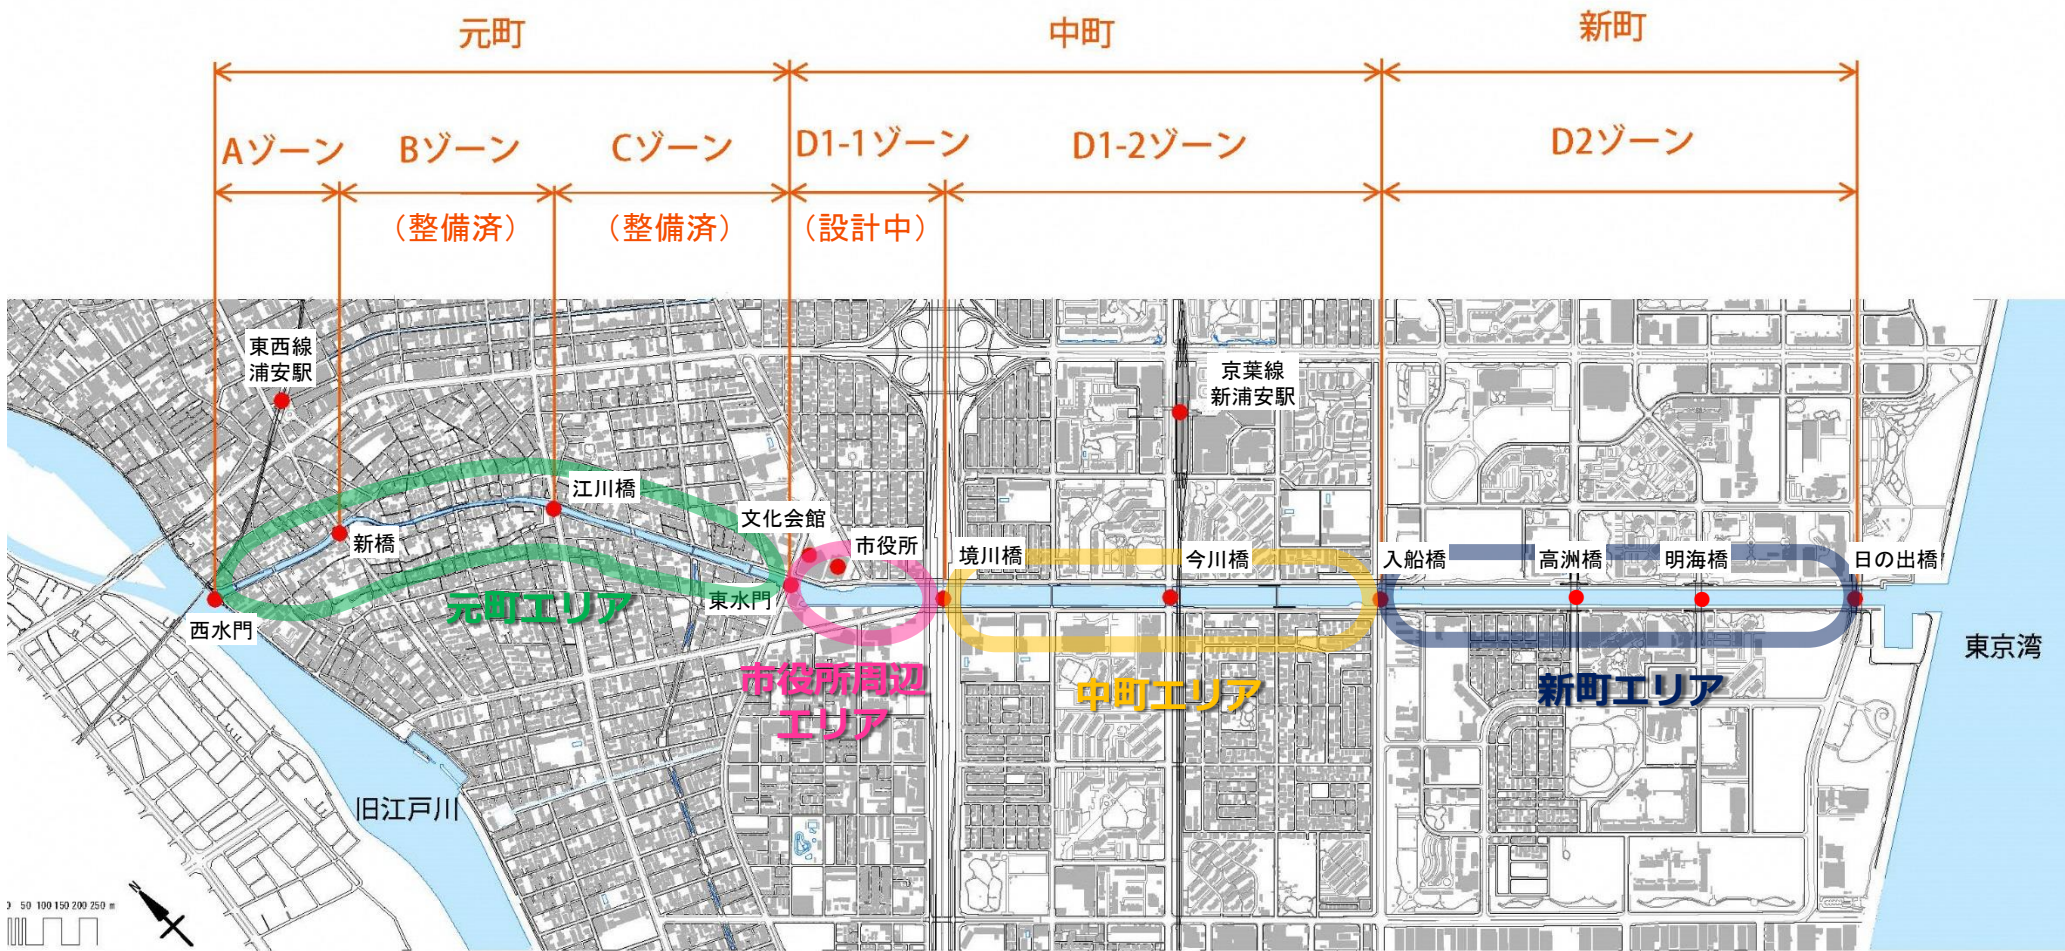 元町
中町
新町
Aゾーン
Bゾーン
Cゾーン
D1-1ゾーン
D1-2ゾーン
D2ゾーン
（整備済）
（整備済）
（設計中）
東西線
浦安駅
京葉線
新浦安駅
江川橋
文化会館
新橋
市役所
境川橋
今川橋
入船橋
高洲橋
明海橋
日の出橋
東水門
西水門
元町エリア
市役所周辺
エリア
中町エリア
新町エリア
東京湾
旧江戸川
N
0 50 100 150 200 250 m